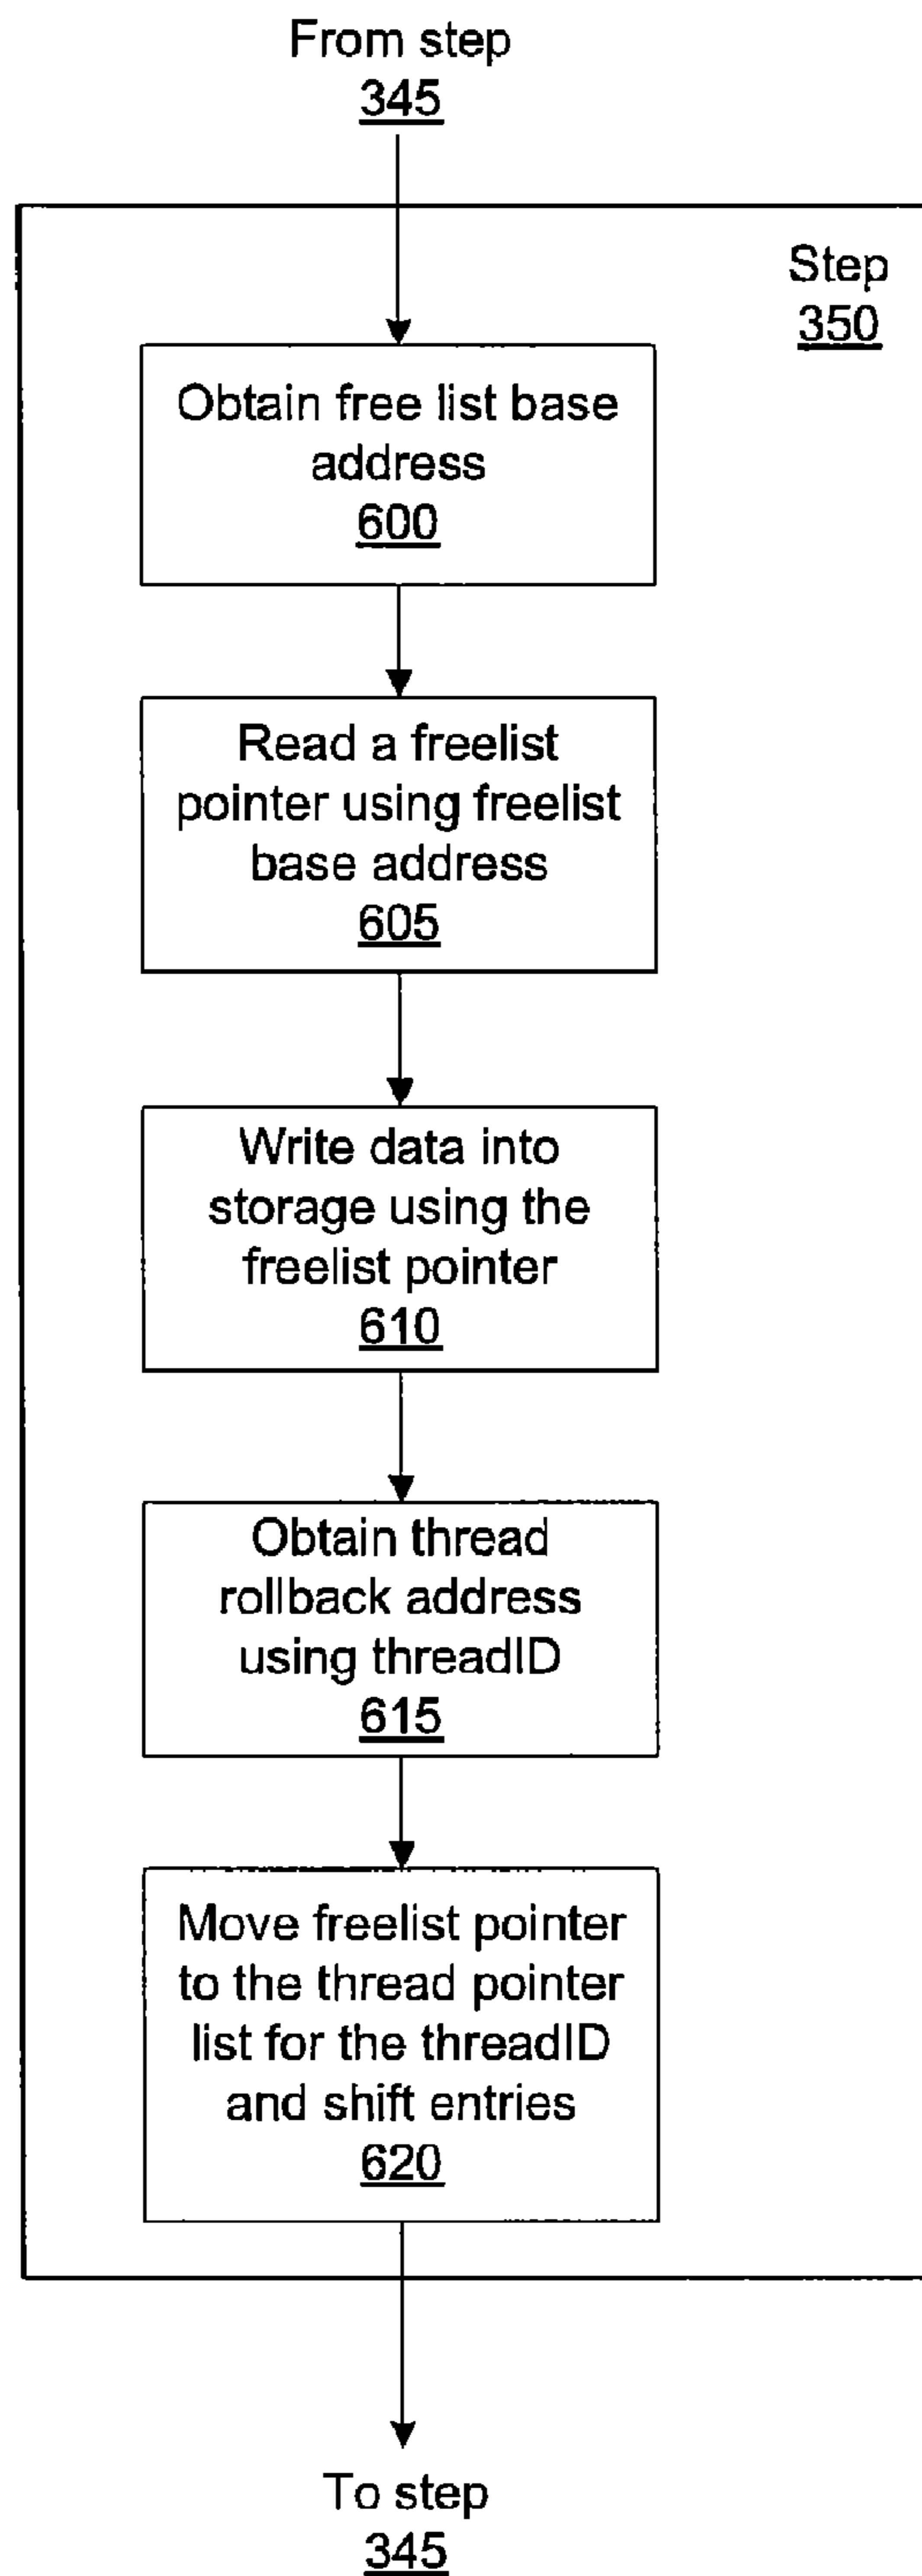 From step
345
Step
350
Obtain free list base
address
600
Read a freelist
pointer using freelist
base address
605
Write data into
storage using the
freelist pointer
610
Obtain thread
rollback address
using threadID
615
Move freelist pointer
to the thread pointer
list for the threadID
and shift entries
620
To step
345